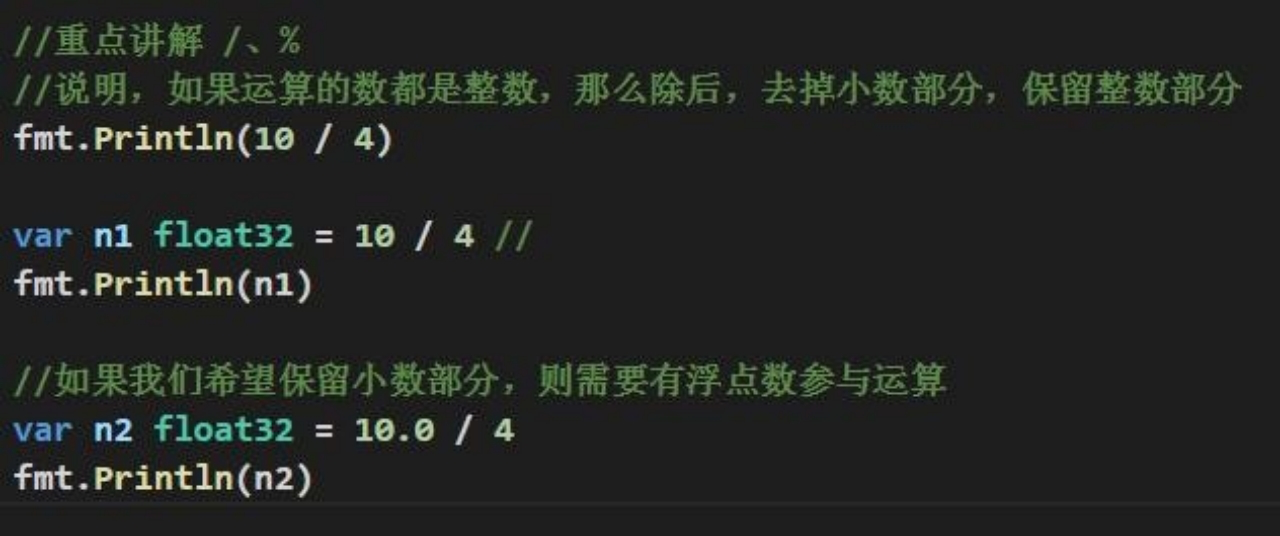 //重点讲解 /、%
//说明，如果运算的数都是整数，那么除后，去掉小数部分，保留整数部分
fmt.Println(10 / 4)
var n1 float32 = 10 / 4 //
fmt.Println(n1)
//如果我们希望保留小数部分，则需要有浮点数参与运算
var n2 float32 = 10.0 / 4
fmt.Println(n2)